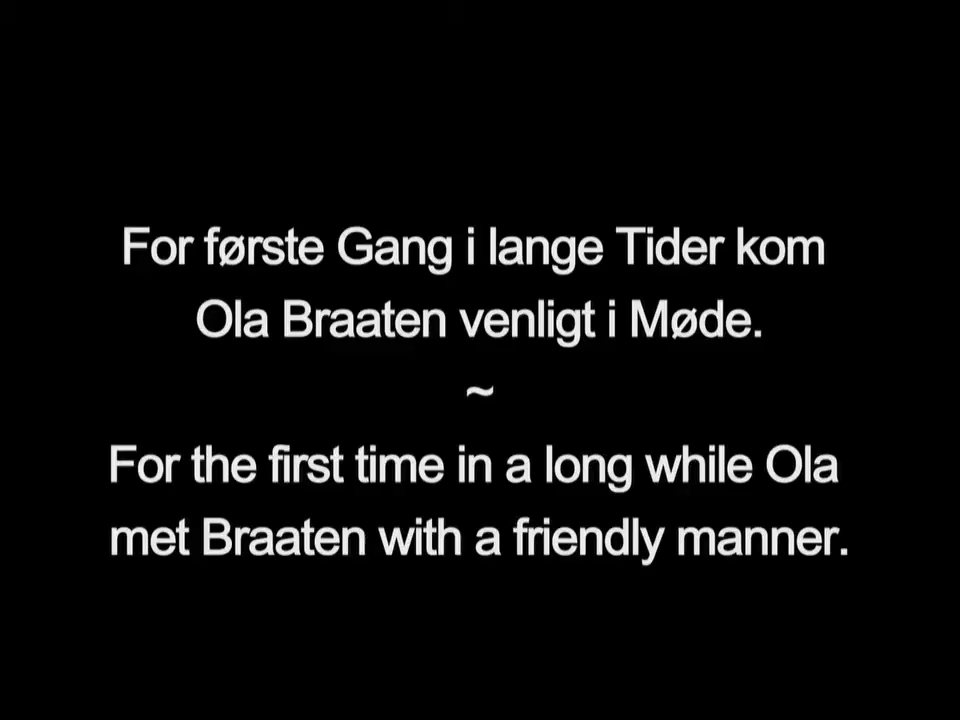 For første Gang i lange Tider kom
Ola Braaten venligt i Møde.
~
For the first time in a long while Ola
met Braaten with a friendly manner.